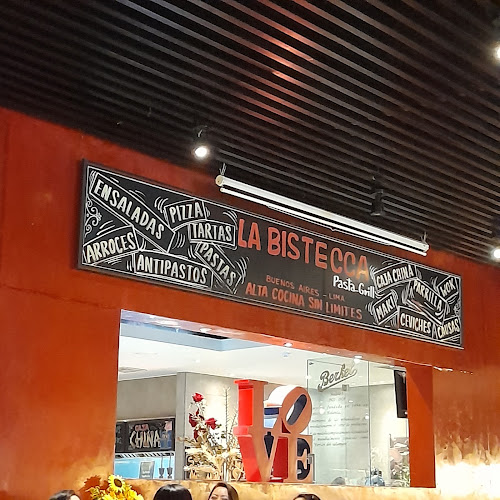 ENSALADAS
PIZZA
TARTAS
ARROCES
PASTAS
ANTIPASTOS
LA BISTECCA
Pasta-Grill
BUENOS AIRES - LIMA
ALTA COCINA SIN LIMITES
CAJA CHINA
PARRILLA
WOK
MAKI
CEVICHES
CAUSAS
Berkel
LOVE
CHINA